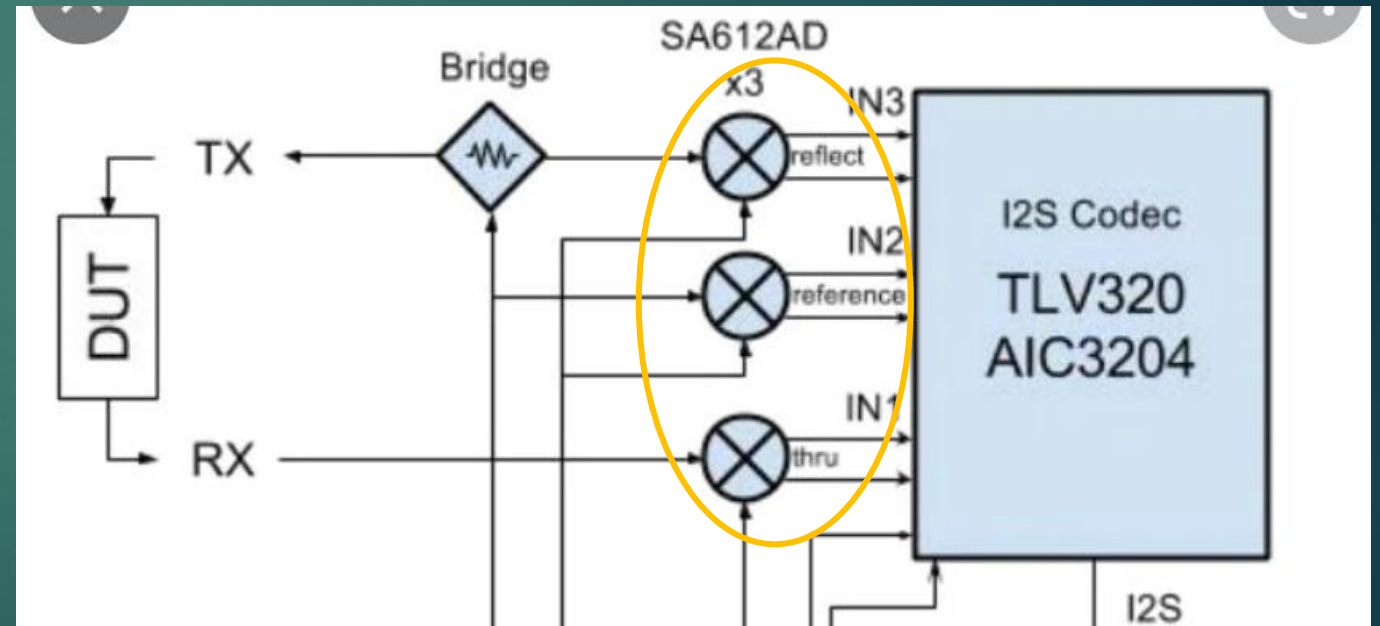 SA612AD
x3
Bridge
IN3
TX
reflect
I2S Codec
IN2
DUT
TLV320
reference
AIC3204
IN1
RX
thru
I2S